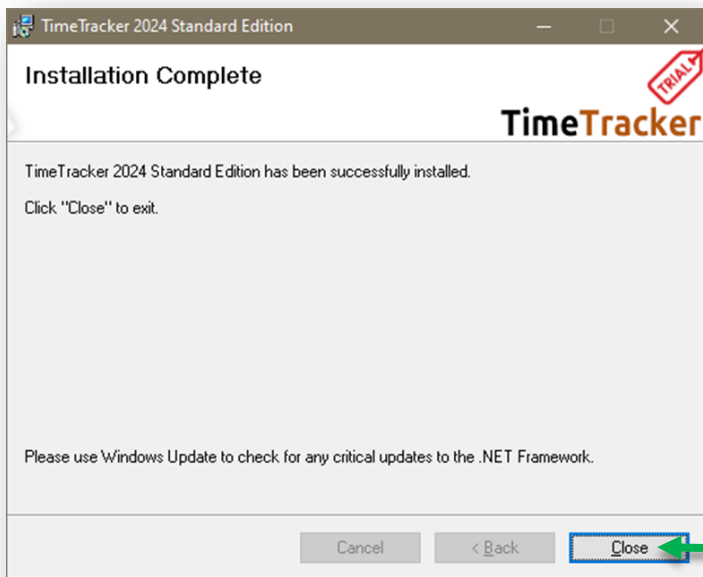 TimeTracker 2024 Standard Edition
Installation Complete
TRIAL
TimeTracker
TimeTracker 2024 Standard Edition has been successfully installed.
Click "Close" to exit.
Please use Windows Update to check for any critical updates to the .NET Framework.
Cancel
< Back
Close